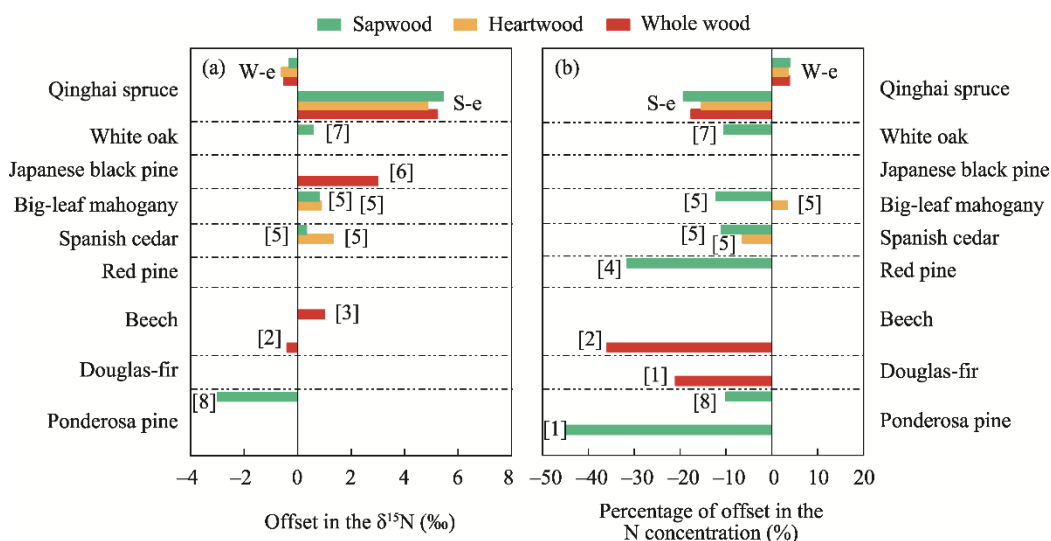 Sapwood Heartwood Whole wood
(a) (b)
Qinghai spruce W-e S-e W-e S-e Qinghai spruce
White oak [7] [7] White oak
Japanese black pine [6] Japanese black pine
Big-leaf mahogany [5] [5] [5] [5] Big-leaf mahogany
Spanish cedar [5] [5] [5] [5] Spanish cedar
Red pine [4] Red pine
Beech [3] [2] [2] Beech
Douglas-fir [1] Douglas-fir
Ponderosa pine [8] [8] [1] Ponderosa pine
–4 –2 0 2 4 6 8 –50 –40 –30 –20 –10 0 10 20
Offset in the δ¹⁵N (‰)
Percentage of offset in the
N concentration (%)